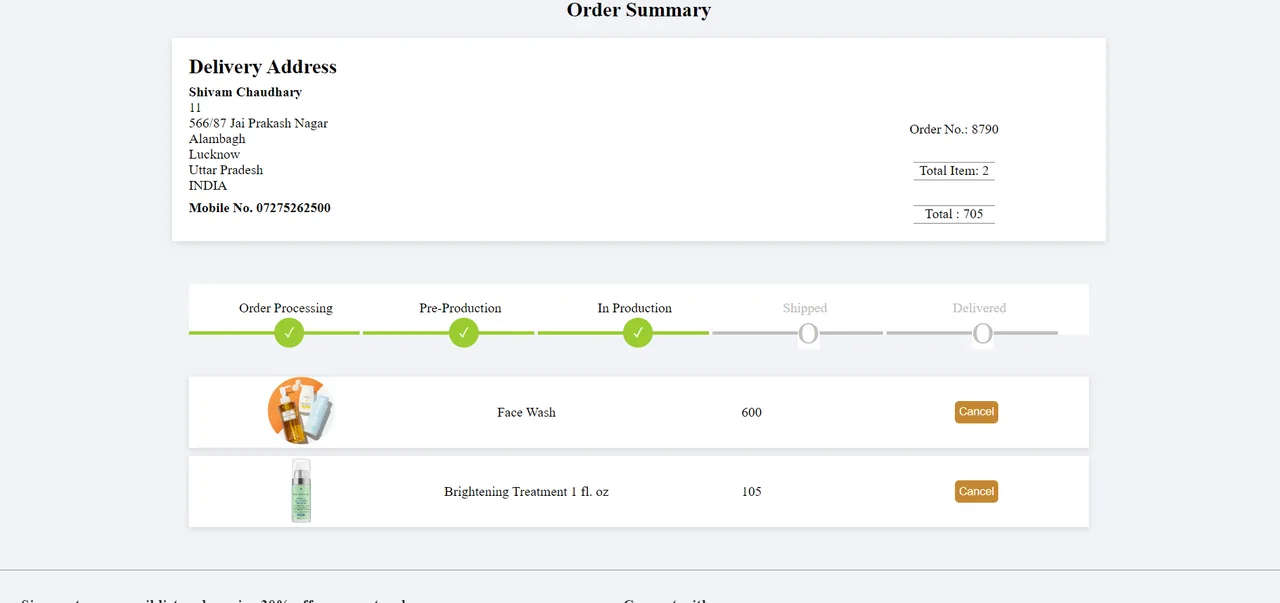 Order Summary
Delivery Address
Shivam Chaudhary
11
566/87 Jai Prakash Nagar
Alambagh
Lucknow
Uttar Pradesh
INDIA
Mobile No. 07275262500
Order No.: 8790
Total Item: 2
Total : 705
Order Processing
Pre-Production
In Production
Shipped
Delivered
Face Wash
600
Cancel
Brightening Treatment 1 fl. oz
105
Cancel